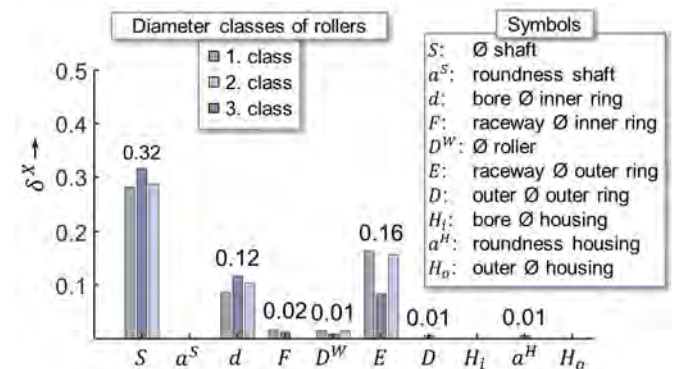 Diameter classes of rollers
1. class
2. class
3. class
Symbols
S: Ø shaft
a^S: roundness shaft
d: bore Ø inner ring
F: raceway Ø inner ring
D^W: Ø roller
E: raceway Ø outer ring
D: outer Ø outer ring
H_i: bore Ø housing
a^H: roundness housing
H_o: outer Ø housing
δ^X →
0.5
0.4
0.3
0.2
0.1
0.32
0.12
0.02
0.01
0.16
0.01
0.01
S a^S d F D^W E D H_i a^H H_o